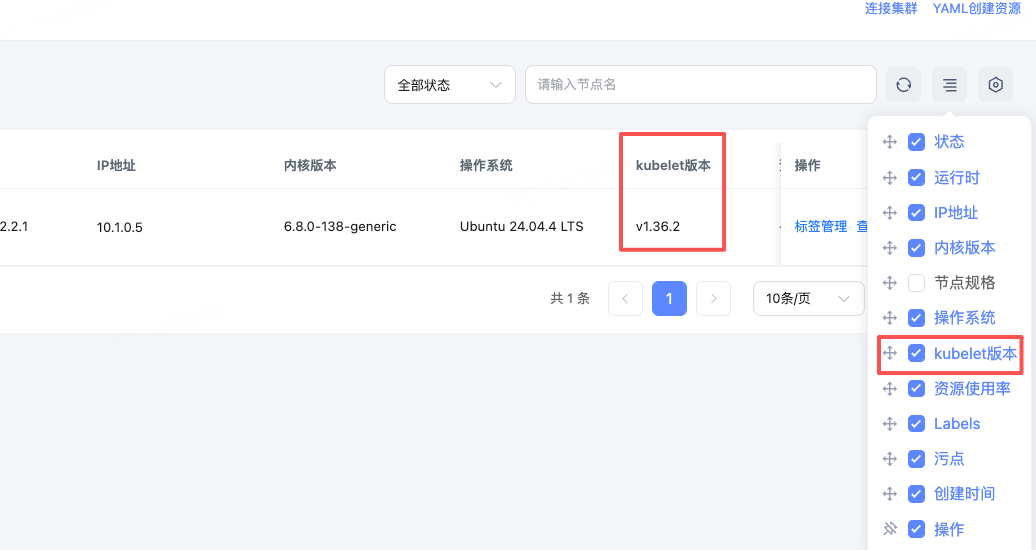 连接集群 YAML创建资源
全部状态 请输入节点名
IP地址 内核版本 操作系统 kubelet版本 操作
2.2.1 10.1.0.5 6.8.0-138-generic Ubuntu 24.04.4 LTS v1.36.2 标签管理
共 1 条 1 10条/页
状态
运行时
IP地址
内核版本
节点规格
操作系统
kubelet版本
资源使用率
Labels
污点
创建时间
操作